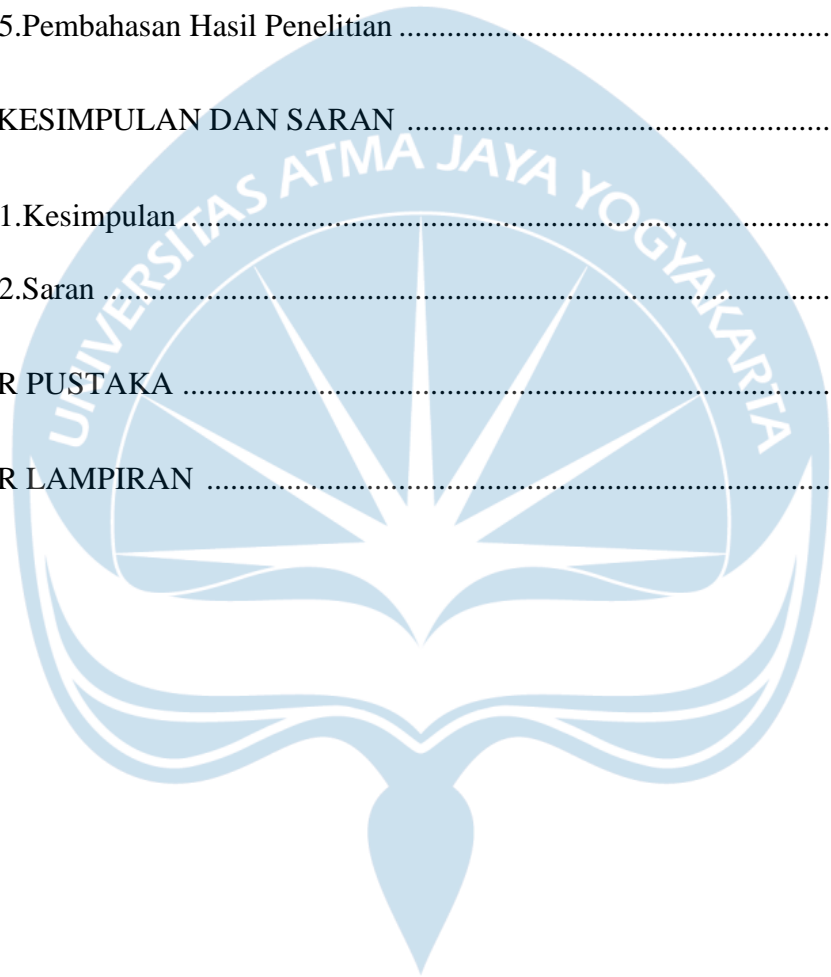 5.Pembahasan Hasil Penelitian ..........................................................................
KESIMPULAN DAN SARAN ........................................................................
UNIVERSITAS ATMA JAYA YOGYAKARTA
1.Kesimpulan..............................................................................................................
2.Saran ............................................................................................................................
R PUSTAKA ..............................................................................................................
R LAMPIRAN ..........................................................................................................